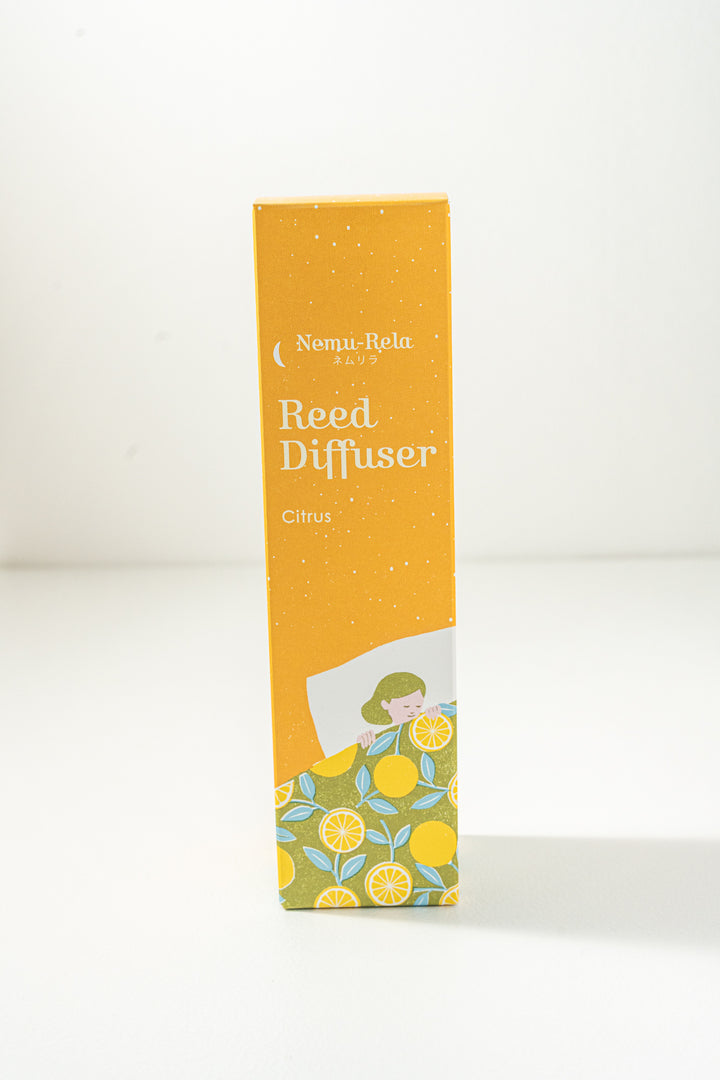 Nemu-Rela
ネムリラ
Reed
Diffuser
Citrus